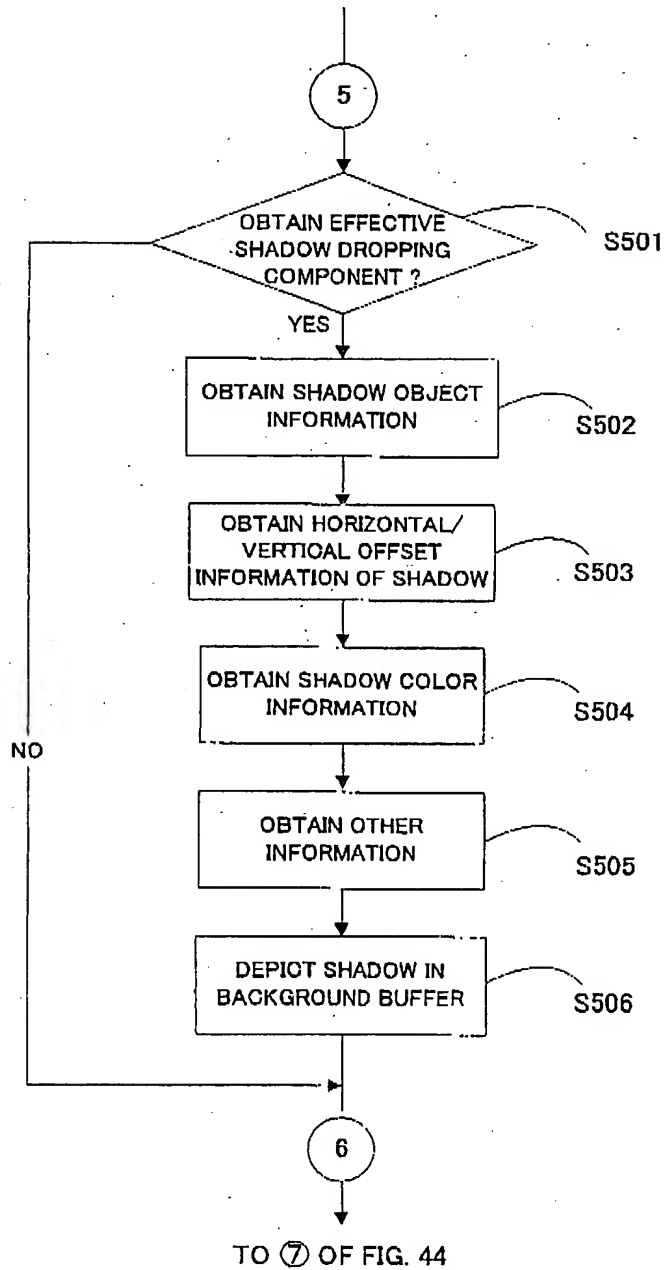 5
OBTAIN EFFECTIVE
SHADOW DROPPING
COMPONENT ?
S501
YES
OBTAIN SHADOW OBJECT
INFORMATION
S502
OBTAIN HORIZONTAL/
VERTICAL OFFSET
INFORMATION OF SHADOW
S503
OBTAIN SHADOW COLOR
INFORMATION
S504
NO
OBTAIN OTHER
INFORMATION
S505
DEPICT SHADOW IN
BACKGROUND BUFFER
S506
6
TO ⑦ OF FIG. 44